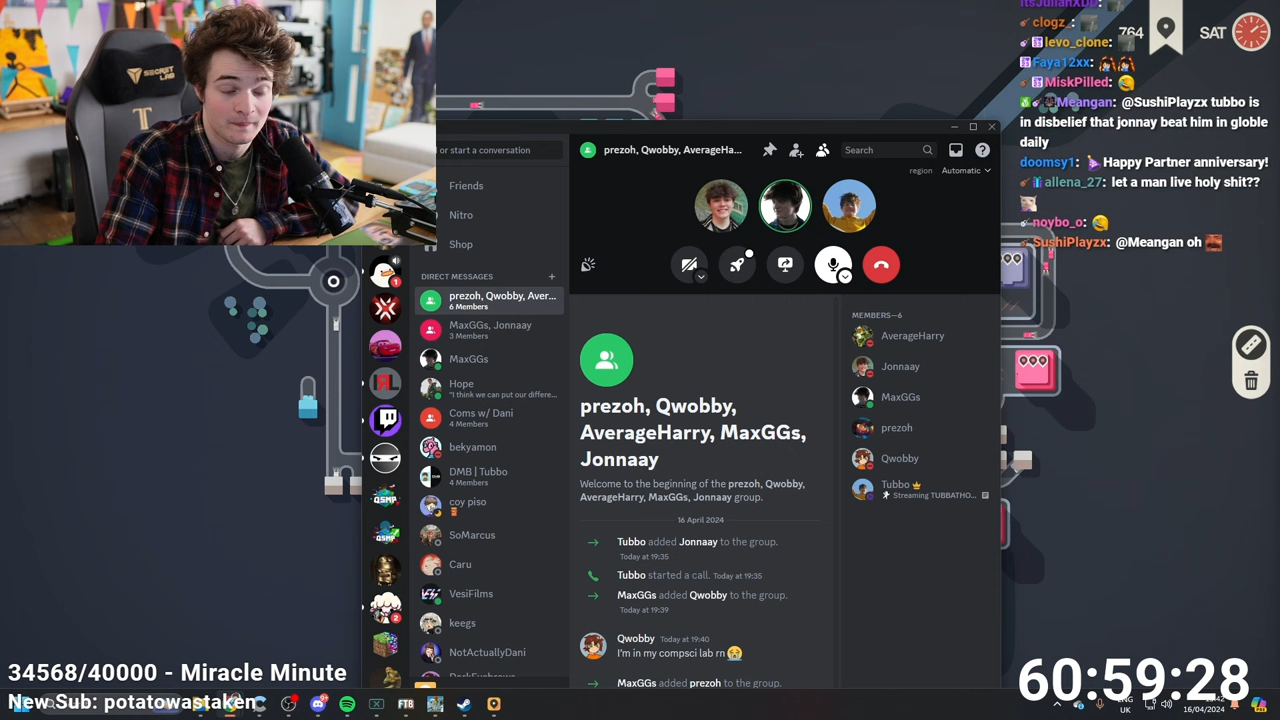 SECRET LAB
T
or start a conversation
Friends
Nitro
Shop
DIRECT MESSAGES
prezoh, Qwobby, Aver...
6 Members
MaxGGs, Jonnaay
3 Members
MaxGGs
Hope
"I think we can put our differe...
Coms w/ Dani
4 Members
bekyamon
DMB | Tubbo
4 Members
coy piso
SoMarcus
Caru
VesiFilms
keegs
NotActuallyDani
prezoh, Qwobby, AverageHa...
Search
region
Automatic
prezoh, Qwobby,
AverageHarry, MaxGGs,
Jonnaay
Welcome to the beginning of the prezoh, Qwobby,
AverageHarry, MaxGGs, Jonnaay group.
16 April 2024
Tubbo added Jonnaay to the group.
Today at 19:35
Tubbo started a call. Today at 19:35
MaxGGs added Qwobby to the group.
Today at 19:39
Qwobby Today at 19:40
I'm in my compsci lab rn 😭
MaxGGs added prezoh to the group.
MEMBERS—6
AverageHarry
Jonnaay
MaxGGs
prezoh
Qwobby
Tubbo
Streaming TUBBATHO...
ItsJulianXDD:
clogz_:
levo_clone:
Faya12xx:
MiskPilled:
Meangan: @SushiPlayzx tubbo is
in disbelief that jonnay beat him in globle
daily
doomsy1: Happy Partner anniversary!
allena_27: let a man live holy shit??
noybo_o:
SushiPlayzx: @Meangan oh
764
SAT
34568/40000 - Miracle Minute
New Sub: potatowastaken
60:59:28
FTB
ENG
UK
16/04/2024